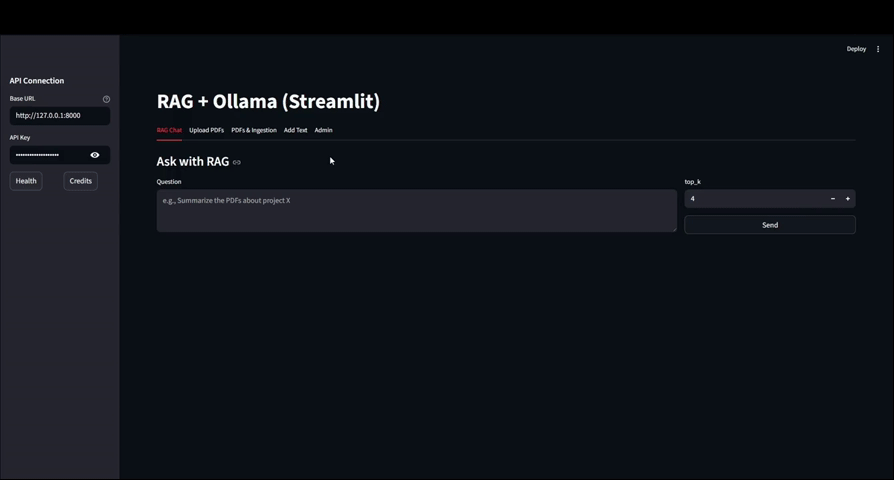 Deploy
API Connection
Base URL
http://127.0.0.1:8000
API Key
••••••••••••••••••••
Health
Credits
RAG + Ollama (Streamlit)
RAG Chat
Upload PDFs
PDFs & Ingestion
Add Text
Admin
Ask with RAG
Question
e.g., Summarize the PDFs about project X
top_k
4
Send